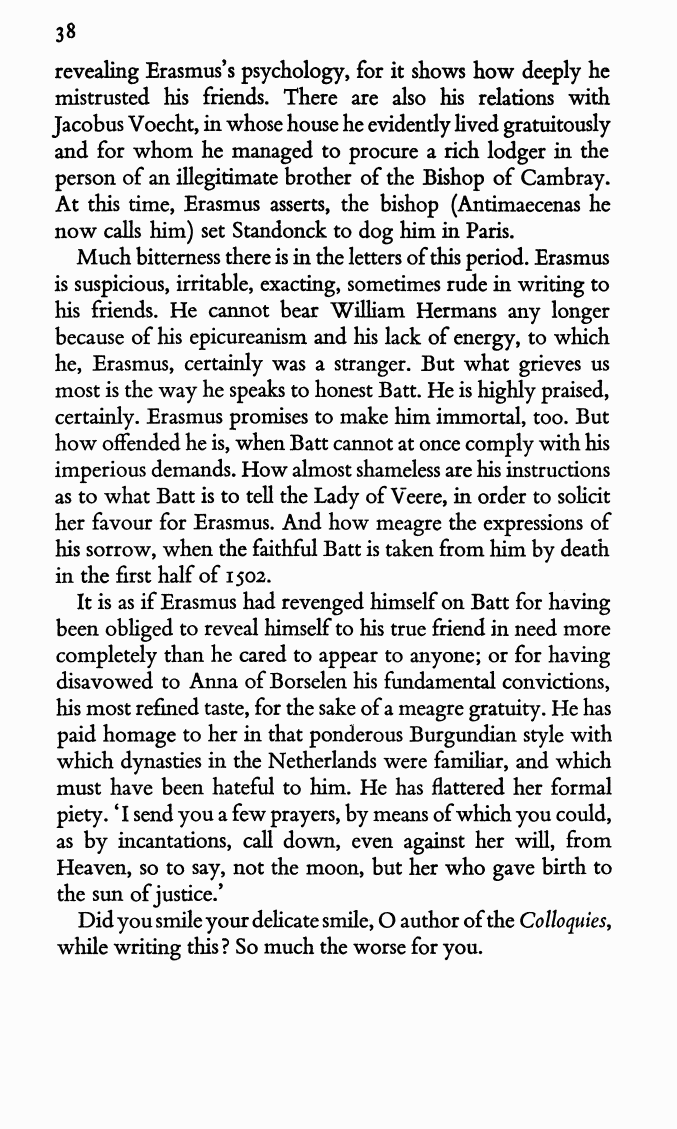 38
revealing Erasmus's psychology, for it shows how deeply he
mistrusted his friends. There are also his relations with
Jacobus Voecht, in whose house he evidently lived gratuitously
and for whom he managed to procure a rich lodger in the
person of an illegitimate brother of the Bishop of Cambray.
At this time, Erasmus asserts, the bishop (Antimaecenas he
now calls him) set Standonck to dog him in Paris.
Much bitterness there is in the letters of this period. Erasmus
is suspicious, irritable, exacting, sometimes rude in writing to
his friends. He cannot bear William Hermans any longer
because of his epicureanism and his lack of energy, to which
he, Erasmus, certainly was a stranger. But what grieves us
most is the way he speaks to honest Batt. He is highly praised,
certainly. Erasmus promises to make him immortal, too. But
how offended he is, when Batt cannot at once comply with his
imperious demands. How almost shameless are his instructions
as to what Batt is to tell the Lady of Veere, in order to solicit
her favour for Erasmus. And how meagre the expressions of
his sorrow, when the faithful Batt is taken from him by death
in the first half of 1502.
It is as if Erasmus had revenged himself on Batt for having
been obliged to reveal himself to his true friend in need more
completely than he cared to appear to anyone; or for having
disavowed to Anna of Borselen his fundamental convictions,
his most refined taste, for the sake of a meagre gratuity. He has
paid homage to her in that ponderous Burgundian style with
which dynasties in the Netherlands were familiar, and which
must have been hateful to him. He has flattered her formal
piety. ‘I send you a few prayers, by means of which you could,
as by incantations, call down, even against her will, from
Heaven, so to say, not the moon, but her who gave birth to
the sun of justice.’
Did you smile your delicate smile, O author of the Colloquies,
while writing this? So much the worse for you.